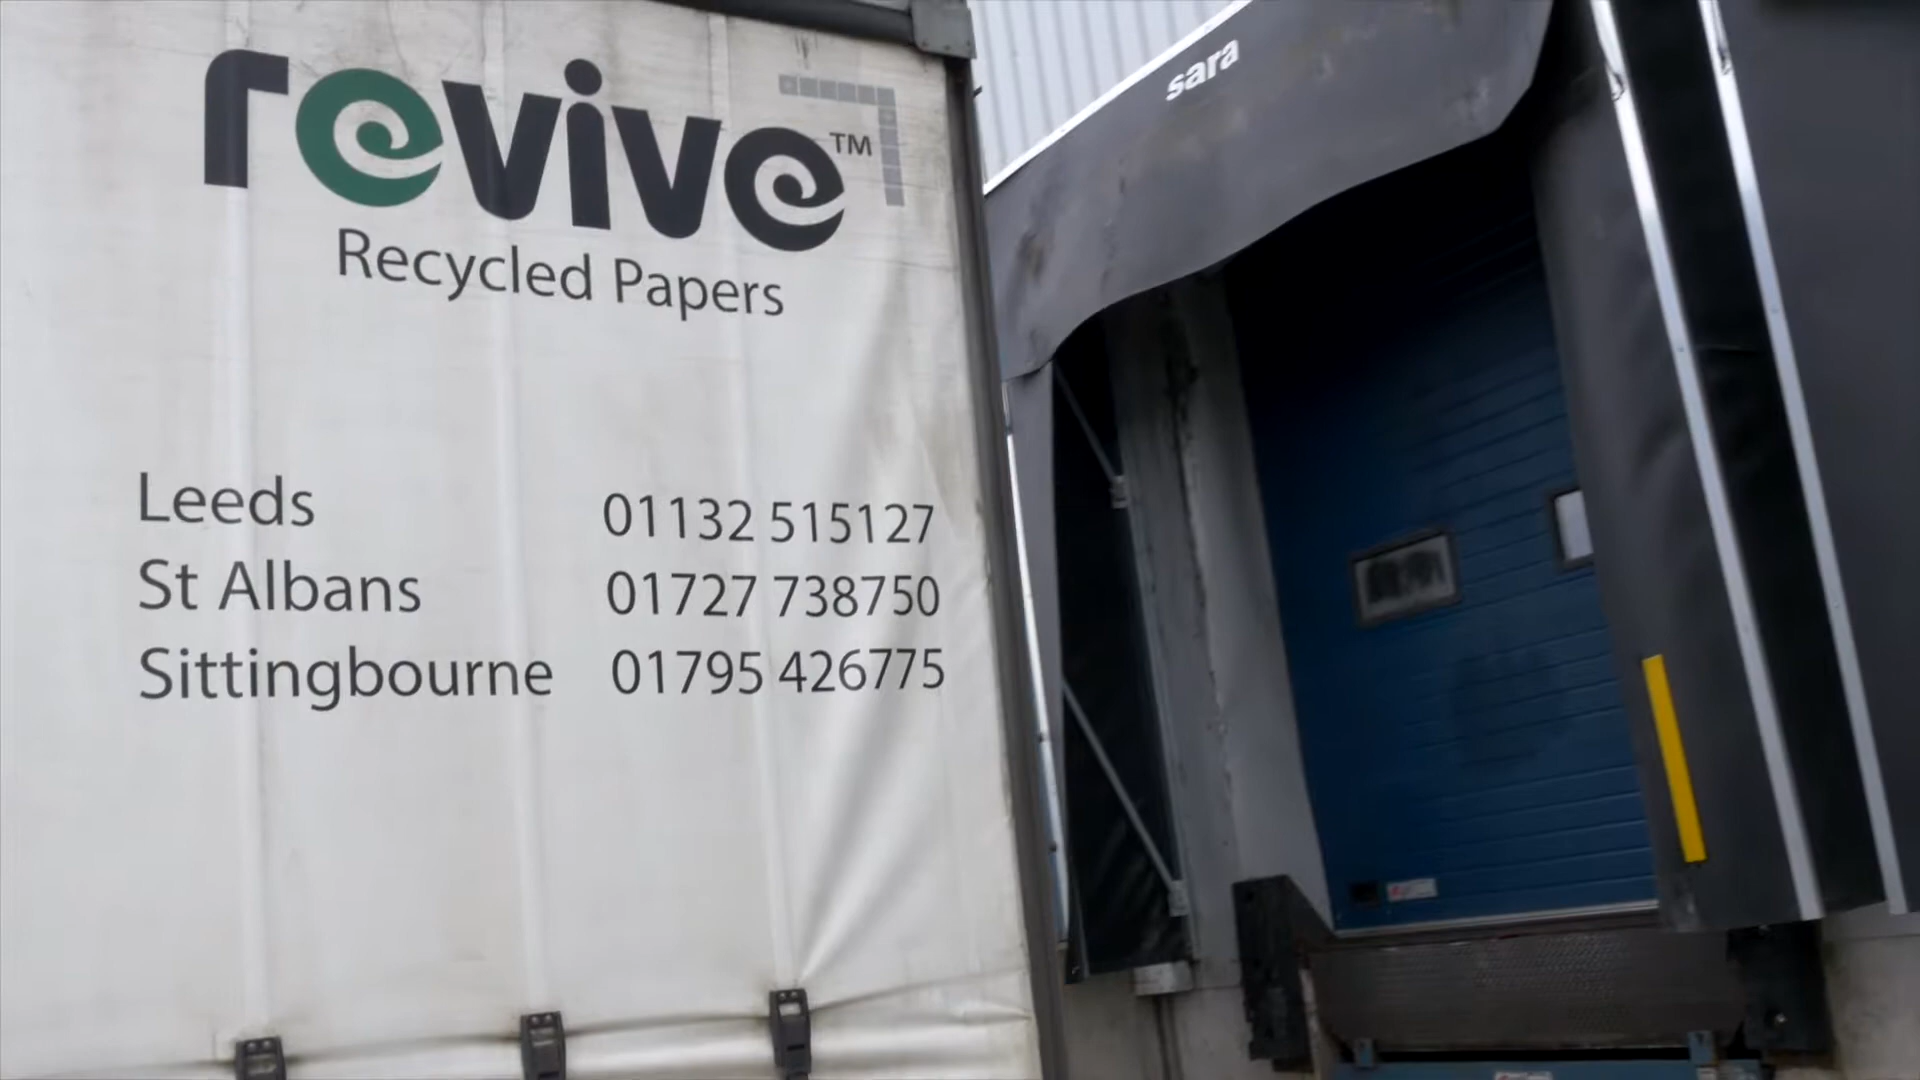 revive™
Recycled Papers
Leeds 01132 515127
St Albans 01727 738750
Sittingbourne 01795 426775
sara